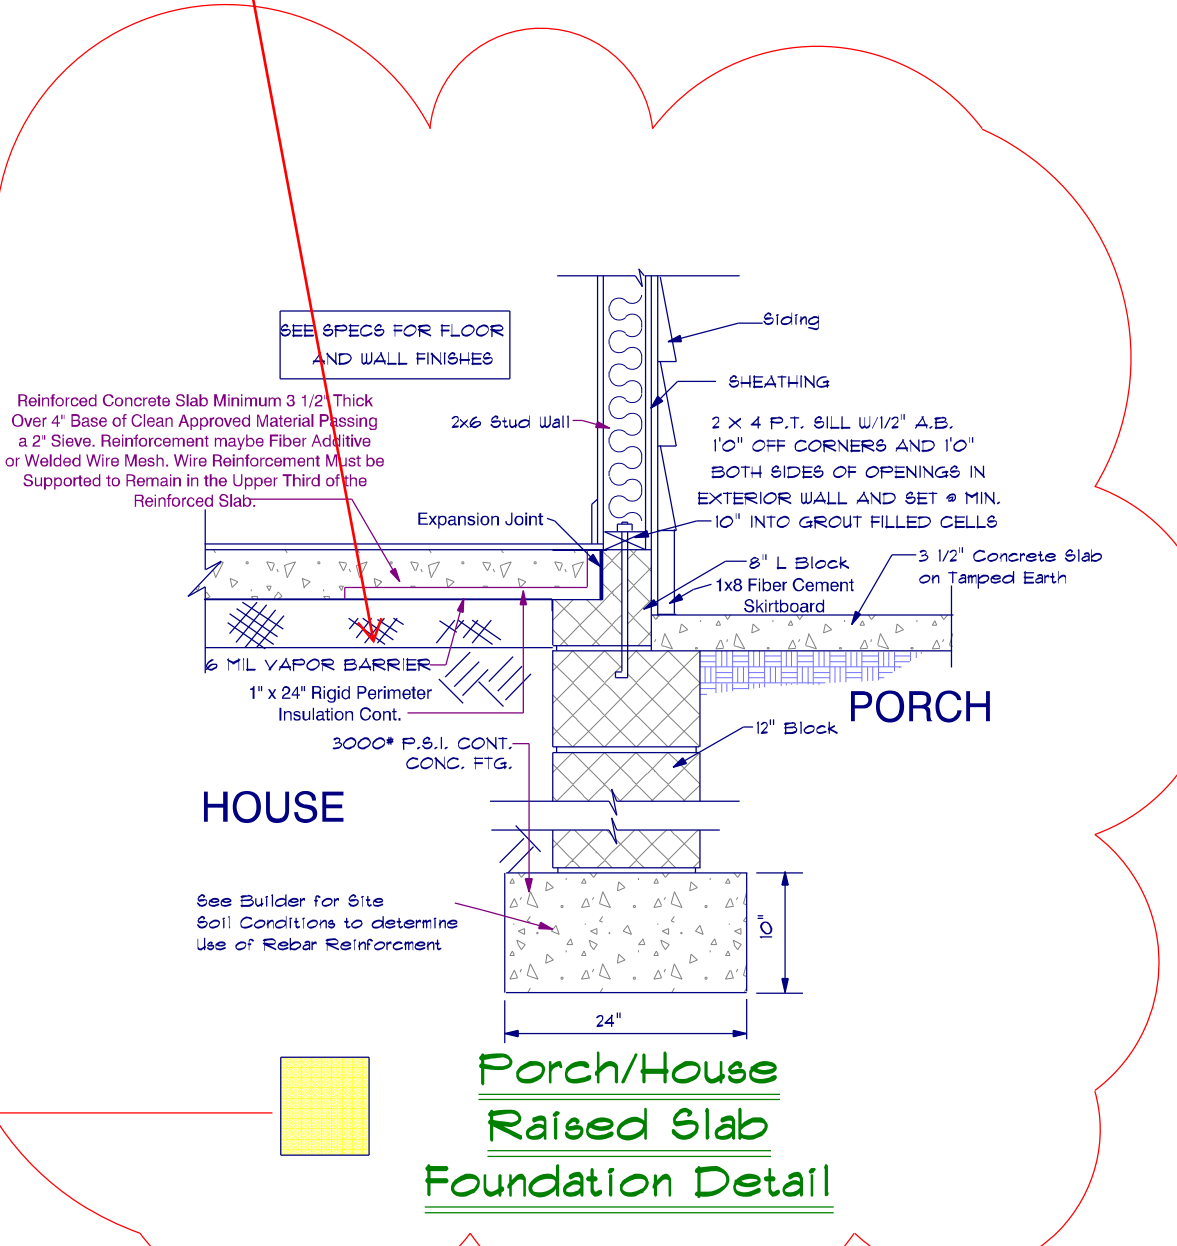 Siding
SEE SPECS FOR FLOOR
AND WALL FINISHES
SHEATHING
Reinforced Concrete Slab Minimum 3 1/2" Thick
Over 4" Base of Clean Approved Material Passing
a 2" Sieve. Reinforcement maybe Fiber Additive
or Welded Wire Mesh. Wire Reinforcement Must be
Supported to Remain in the Upper Third of the
Reinforced Slab.
2x6 Stud Wall
2 X 4 P.T. SILL W/1/2" A.B.
1'0" OFF CORNERS AND 1'0"
BOTH SIDES OF OPENINGS IN
EXTERIOR WALL AND SET @ MIN.
10" INTO GROUT FILLED CELLS
Expansion Joint
8" L Block
1x8 Fiber Cement
Skirtboard
3 1/2" Concrete Slab
on Tamped Earth
6 MIL VAPOR BARRIER
1" x 24" Rigid Perimeter
Insulation Cont.
PORCH
12" Block
3000# P.S.I. CONT.
CONC. FTG.
HOUSE
See Builder for Site
Soil Conditions to determine
Use of Rebar Reinforcment
10"
24"
Porch/House
Raised Slab
Foundation Detail